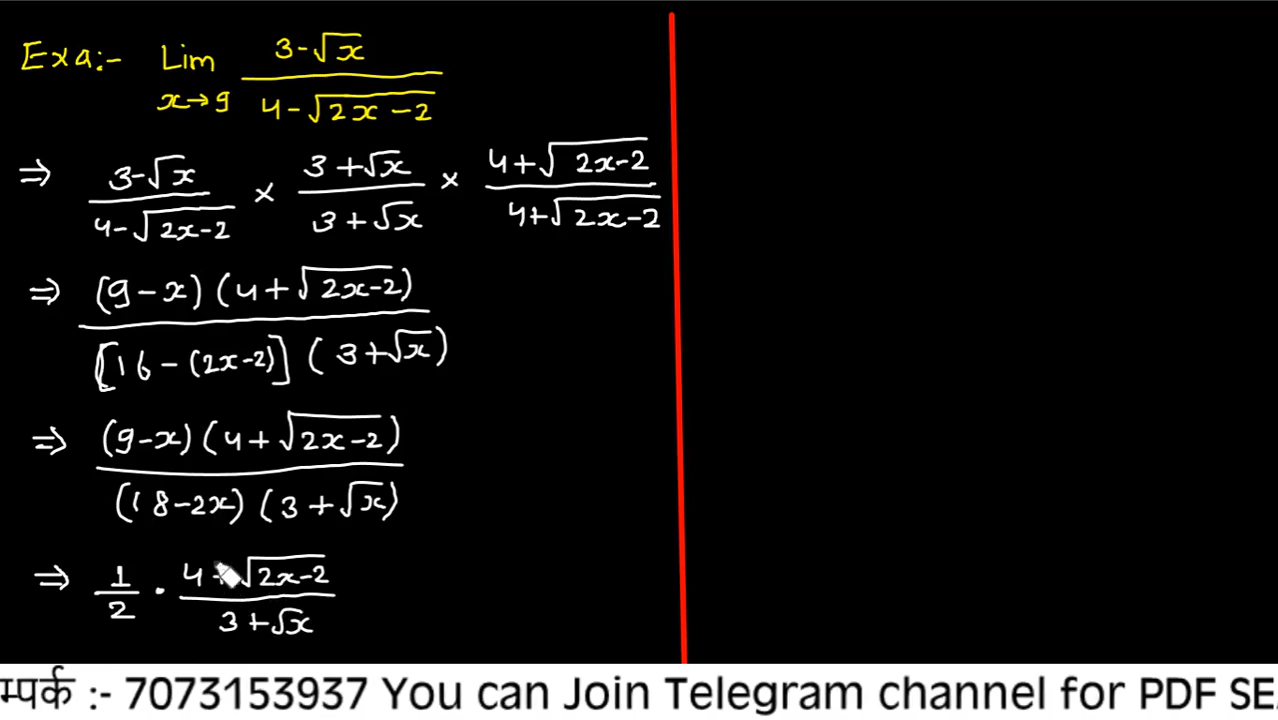 Exa:- Lim x→9 (3-√x)/(4-√(2x-2))
⇒ (3-√x)/(4-√(2x-2)) × (3+√x)/(3+√x) × (4+√(2x-2))/(4+√(2x-2))
⇒ (9-x)(4+√(2x-2))/([16-(2x-2)](3+√x))
⇒ (9-x)(4+√(2x-2))/((18-2x)(3+√x))
⇒ 1/2 · (4+√(2x-2))/(3+√x)
म्पर्क :- 7073153937 You can Join Telegram channel for PDF SE